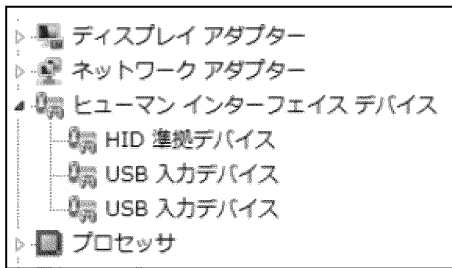 ディスプレイ アダプター
ネットワーク アダプター
ヒューマン インターフェイス デバイス
HID 準拠デバイス
USB 入力デバイス
USB 入力デバイス
プロセッサ